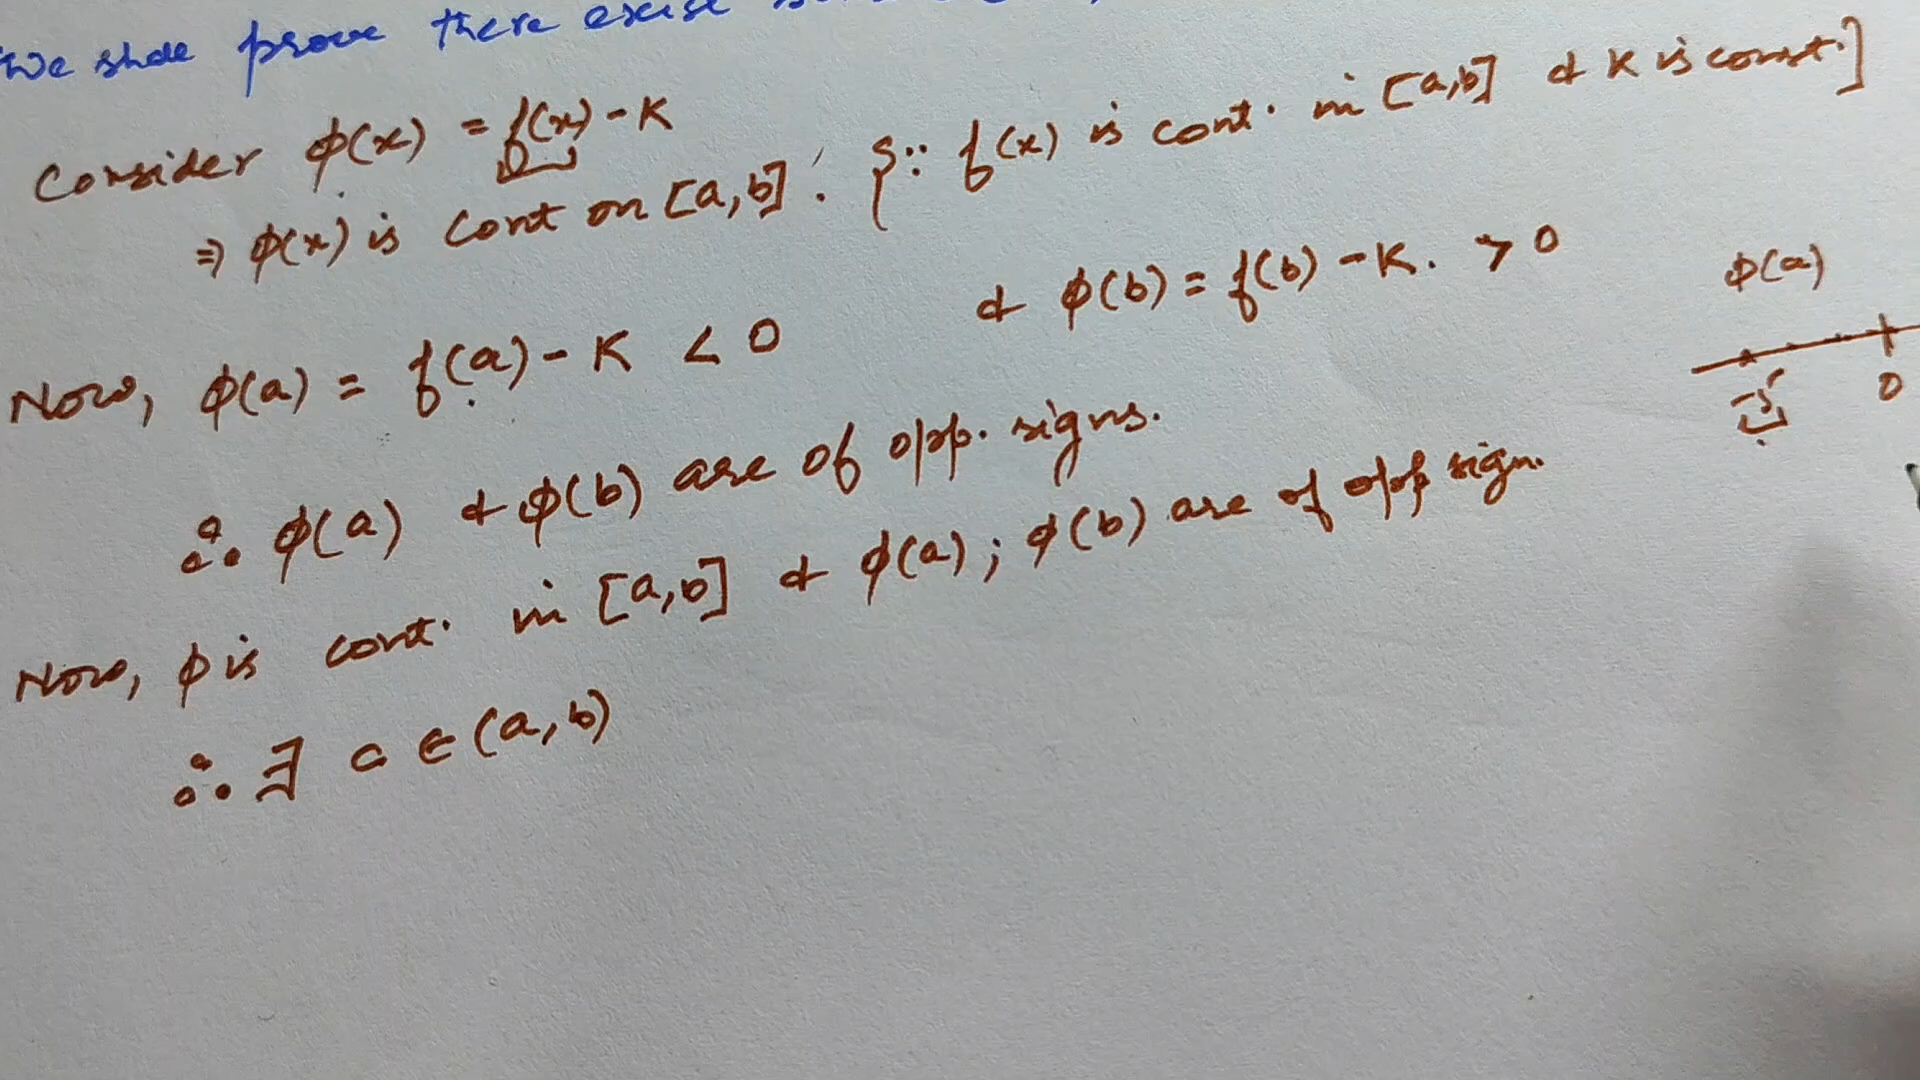 We shall prove there exist
Consider φ(x) = f(x) - K
⇒ φ(x) is cont on [a,b]. {∵ f(x) is cont. in [a,b] & K is const.]
Now, φ(a) = f(a) - K < 0 & φ(b) = f(b) - K. > 0
φ(a)
-5 0
∴ φ(a) & φ(b) are of opp. signs.
Now, φ is cont. in [a,b] & φ(a); φ(b) are of opp sign.
∴ ∃ c ∈ (a,b)